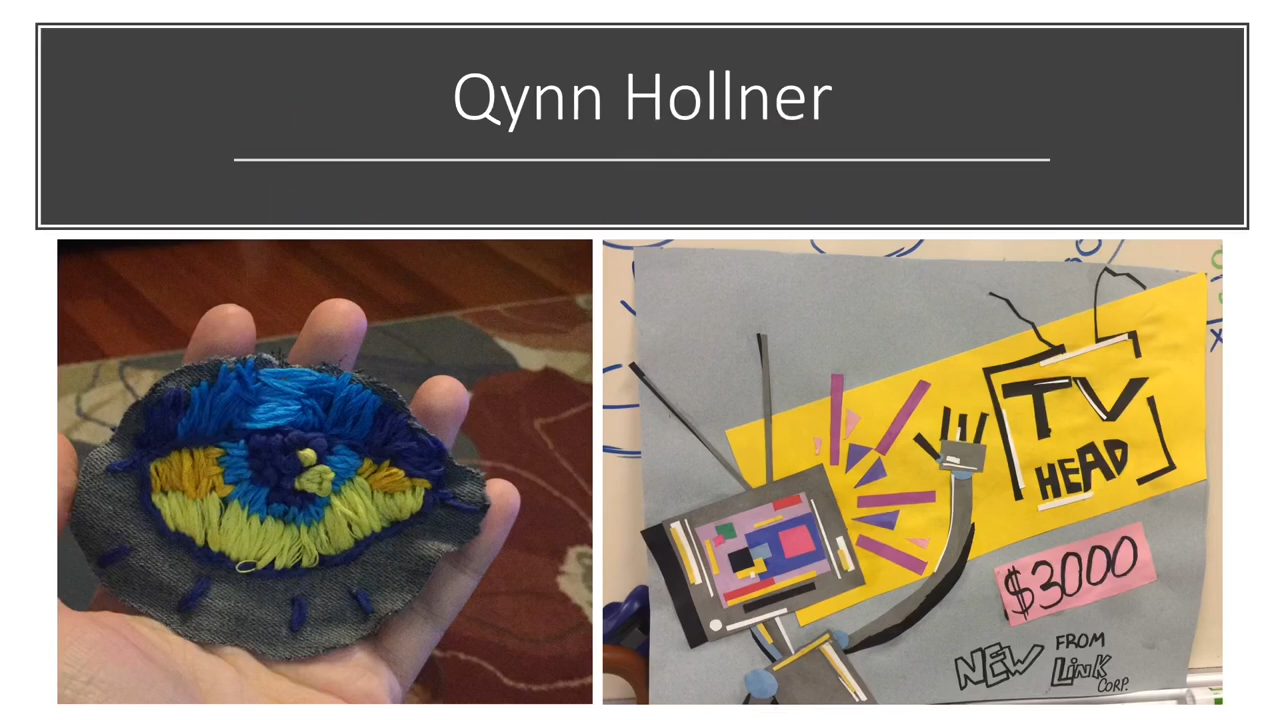 Qynn Hollner
TV
HEAD
$3000
NEW FROM
LiNK
CORP.